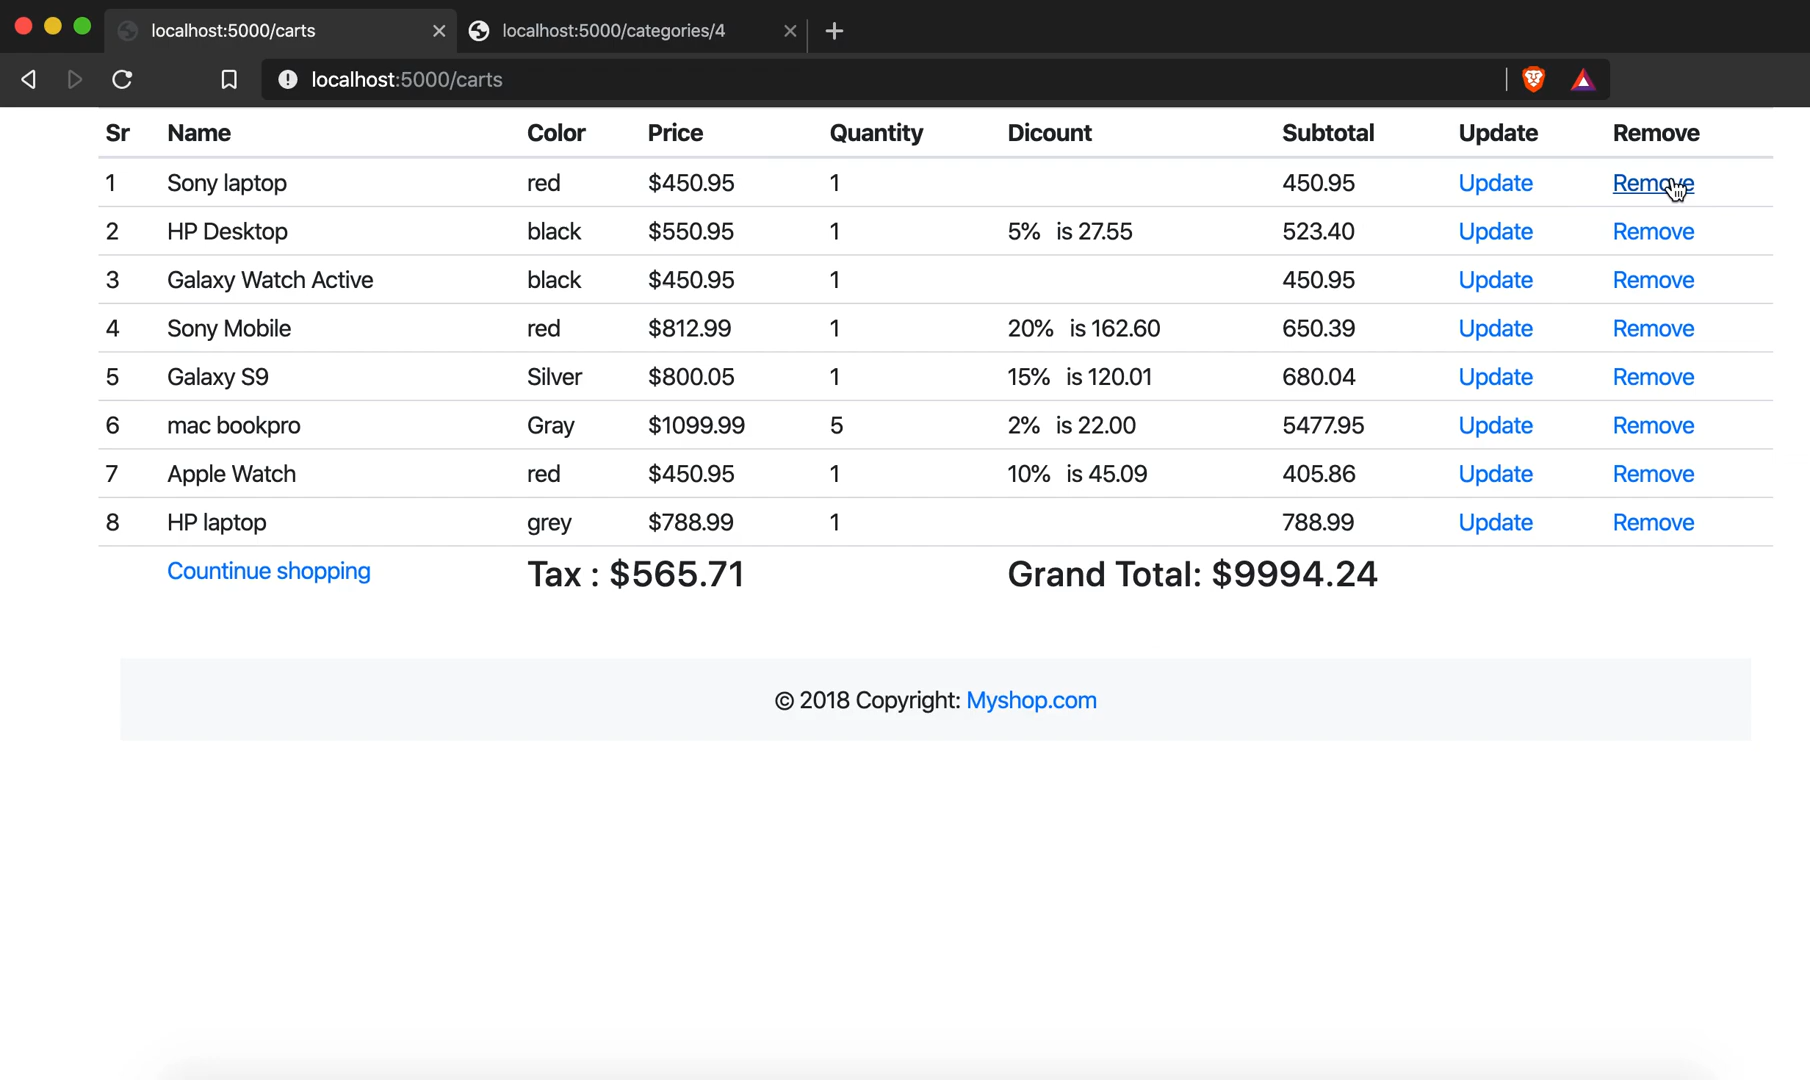 localhost:5000/carts localhost:5000/categories/4
localhost:5000/carts
Sr Name Color Price Quantity Dicount Subtotal Update Remove
1 Sony laptop red $450.95 1 450.95 Update Remove
2 HP Desktop black $550.95 1 5% is 27.55 523.40 Update Remove
3 Galaxy Watch Active black $450.95 1 450.95 Update Remove
4 Sony Mobile red $812.99 1 20% is 162.60 650.39 Update Remove
5 Galaxy S9 Silver $800.05 1 15% is 120.01 680.04 Update Remove
6 mac bookpro Gray $1099.99 5 2% is 22.00 5477.95 Update Remove
7 Apple Watch red $450.95 1 10% is 45.09 405.86 Update Remove
8 HP laptop grey $788.99 1 788.99 Update Remove
Countinue shopping Tax : $565.71 Grand Total: $9994.24
© 2018 Copyright: Myshop.com